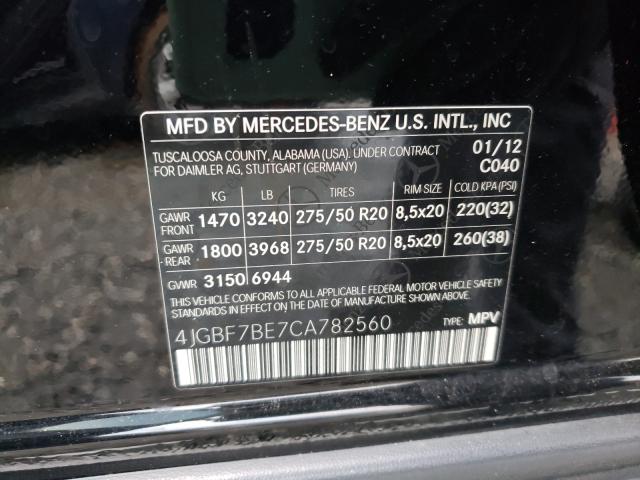 MFD BY MERCEDES-BENZ U.S. INTL., INC
TUSCALOOSA COUNTY, ALABAMA (USA). UNDER CONTRACT 01/12
FOR DAIMLER AG, STUTTGART (GERMANY) C040
KG LB TIRES RIM SIZE COLD KPA (PSI)
GAWR FRONT 1470 3240 275/50 R20 8,5x20 220(32)
GAWR REAR 1800 3968 275/50 R20 8,5x20 260(38)
GVWR 3150 6944
THIS VEHICLE CONFORMS TO ALL APPLICABLE FEDERAL MOTOR VEHICLE SAFETY
STANDARDS IN EFFECT ON THE DATE OF MANUFACTURE SHOWN ABOVE.
4JGBF7BE7CA782560 TYPE: MPV